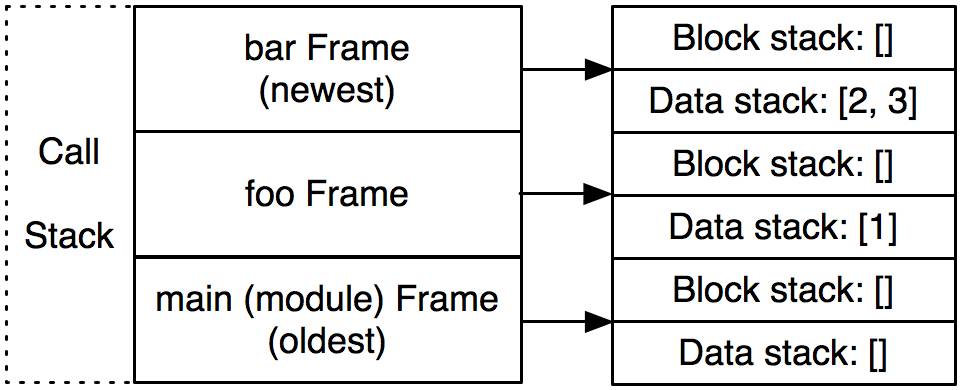 Call
Stack
bar Frame
(newest)
Block stack: []
Data stack: [2, 3]
foo Frame
Block stack: []
Data stack: [1]
main (module) Frame
(oldest)
Block stack: []
Data stack: []